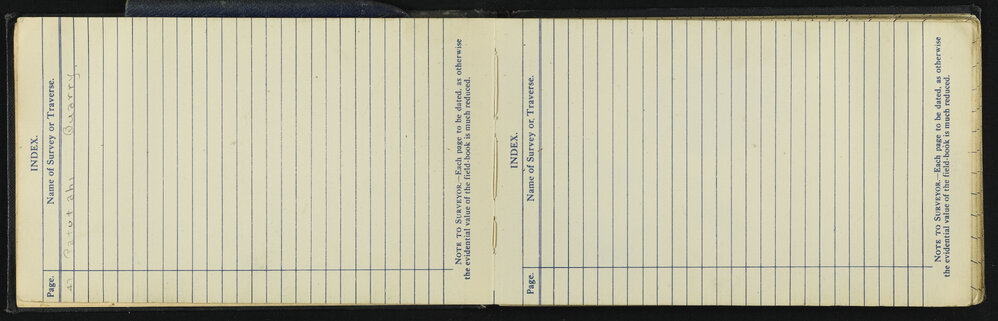 INDEX.
Page. Name of Survey or Traverse.
Patutahi Quarry.
NOTE TO SURVEYOR.—Each page to be dated, as otherwise
the evidential value of the field-book is much reduced.
INDEX.
Page. Name of Survey or Traverse.
NOTE TO SURVEYOR.—Each page to be dated, as otherwise
the evidential value of the field-book is much reduced.